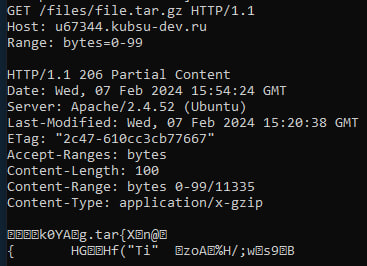 GET /files/file.tar.gz HTTP/1.1
Host: u67344.kubsu-dev.ru
Range: bytes=0-99

HTTP/1.1 206 Partial Content
Date: Wed, 07 Feb 2024 15:54:24 GMT
Server: Apache/2.4.52 (Ubuntu)
Last-Modified: Wed, 07 Feb 2024 15:20:38 GMT
ETag: "2c47-610cc3cb77667"
Accept-Ranges: bytes
Content-Length: 100
Content-Range: bytes 0-99/11335
Content-Type: application/x-gzip

k0YA g.tar{X n@
{ HG Hf("Ti" zoA %H/;w s9 B